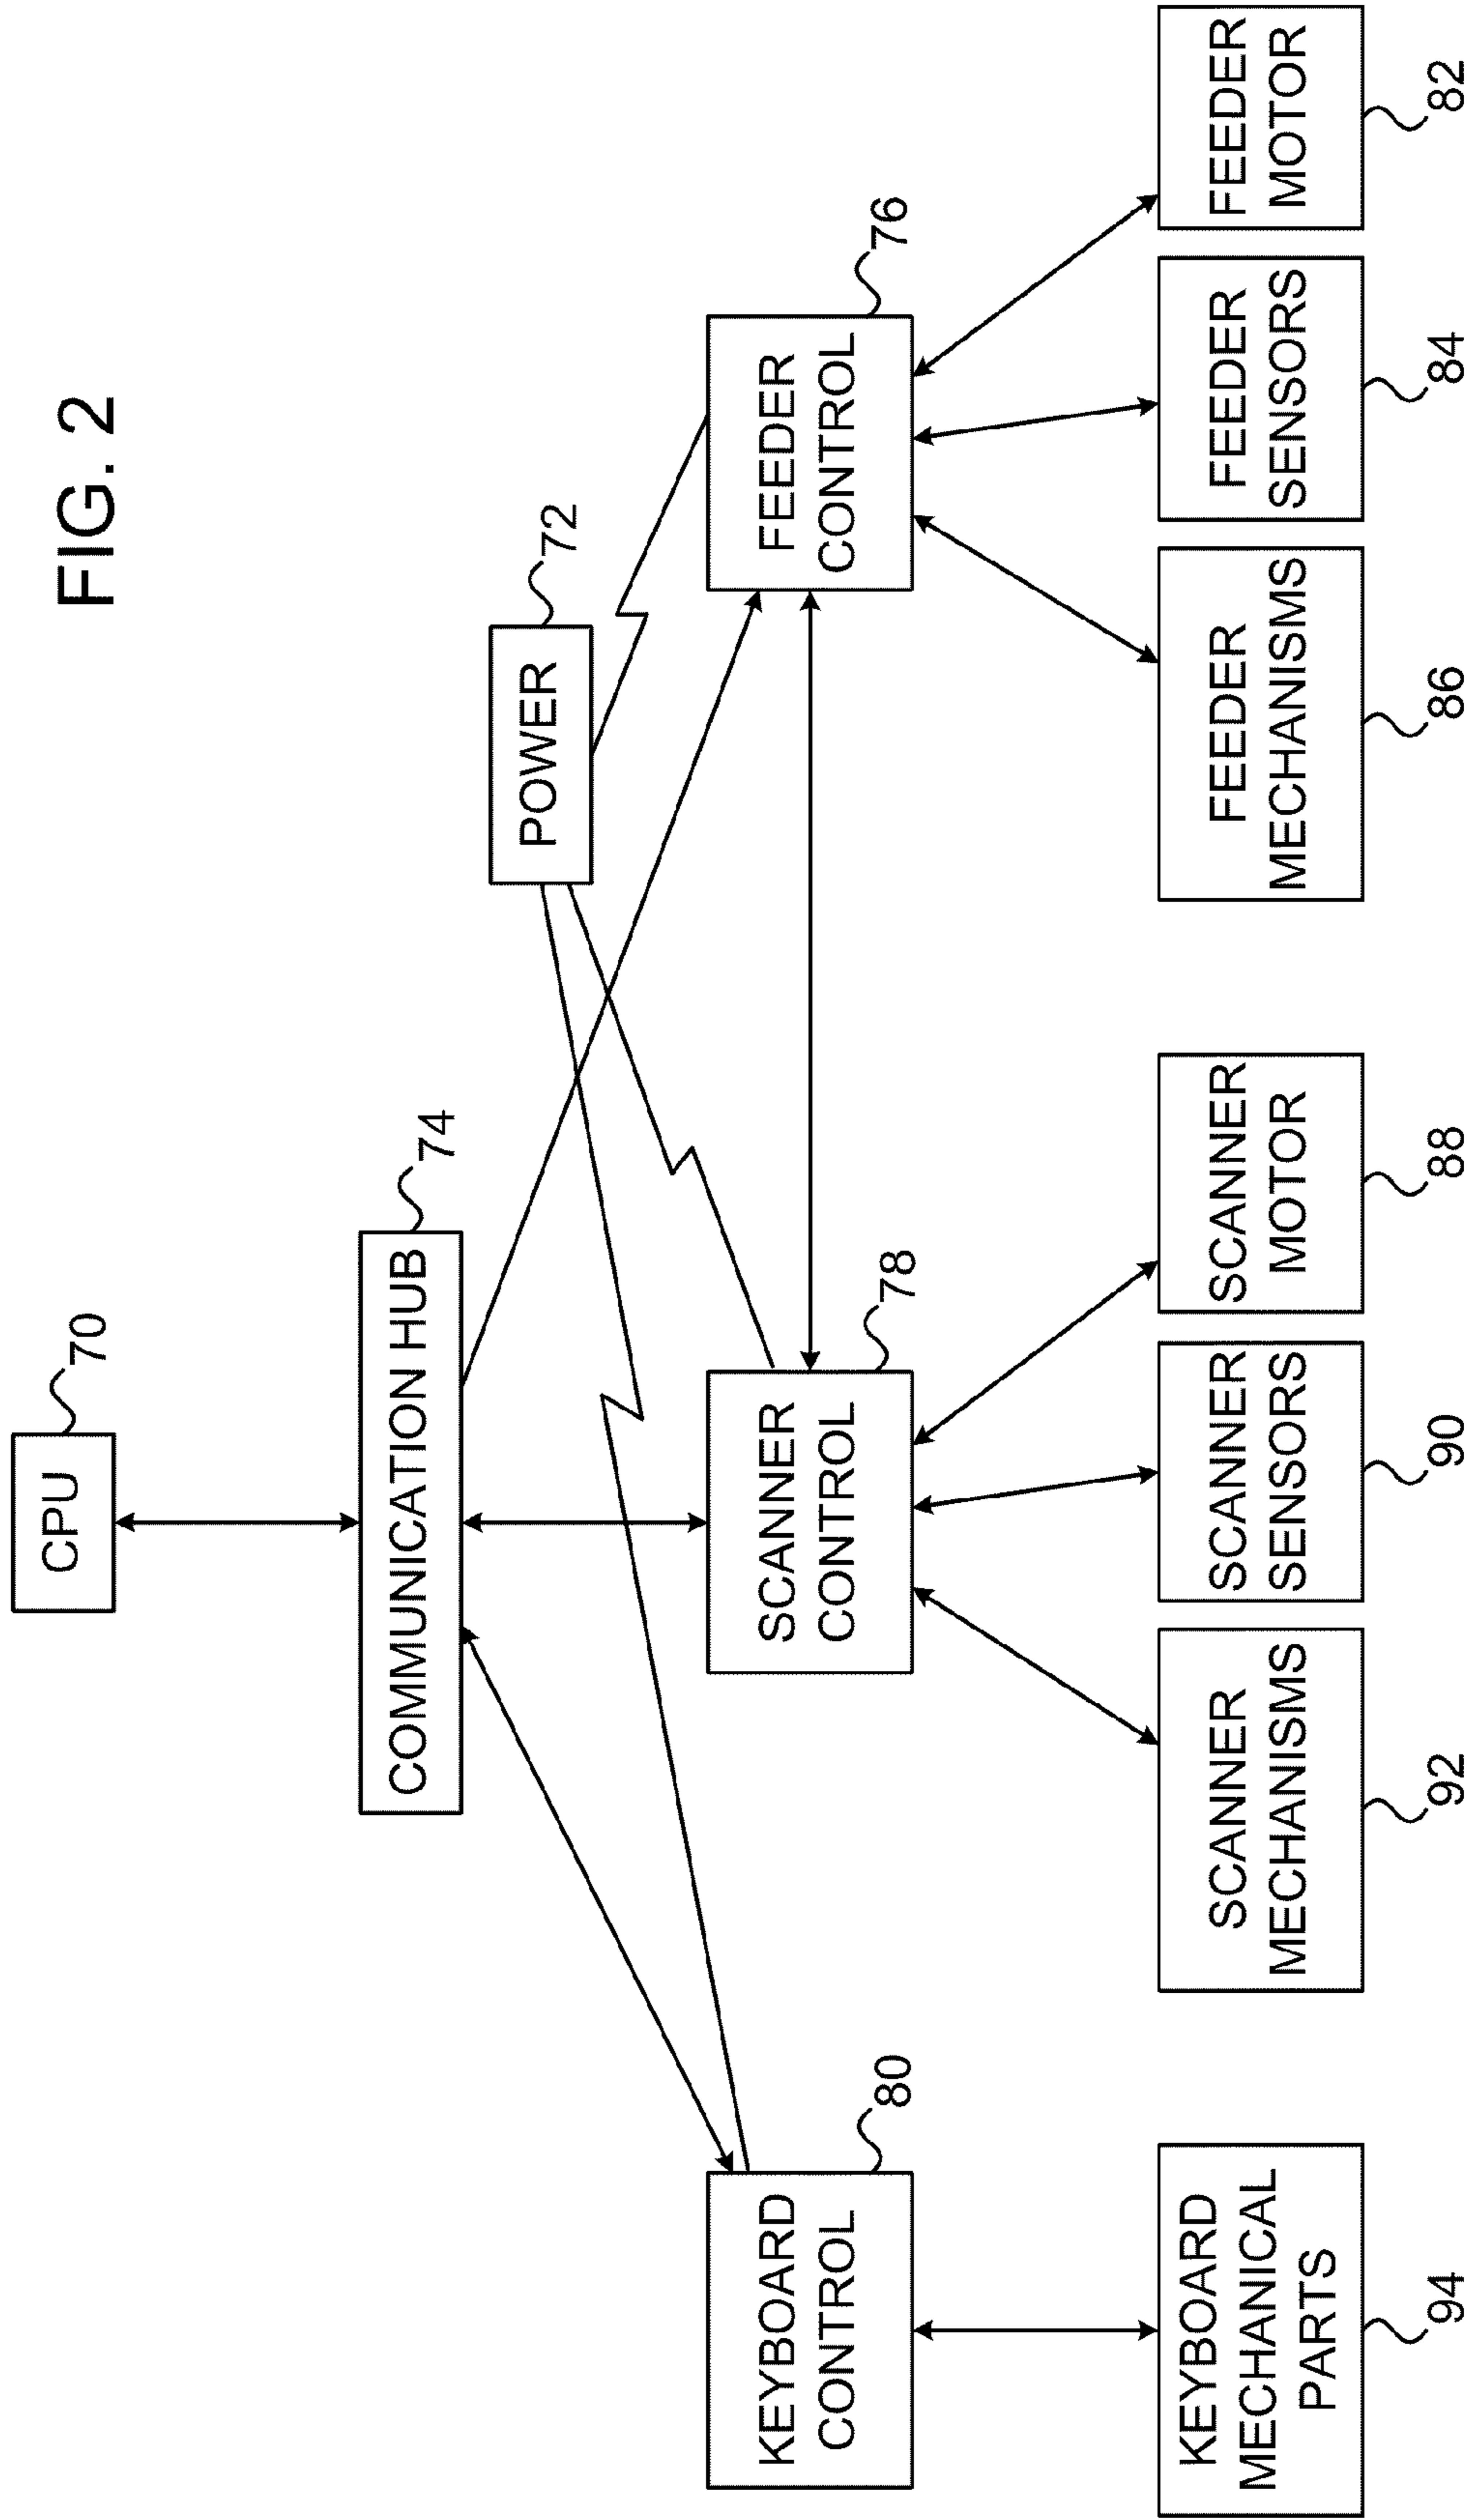 FIG. 2
CPU
70
COMMUNICATION HUB
74
POWER
72
KEYBOARD
CONTROL
80
SCANNER
CONTROL
78
FEEDER
CONTROL
76
KEYBOARD
MECHANICAL
PARTS
94
SCANNER
MECHANISMS
92
SCANNER
SENSORS
90
SCANNER
MOTOR
88
FEEDER
MECHANISMS
86
FEEDER
SENSORS
84
FEEDER
MOTOR
82